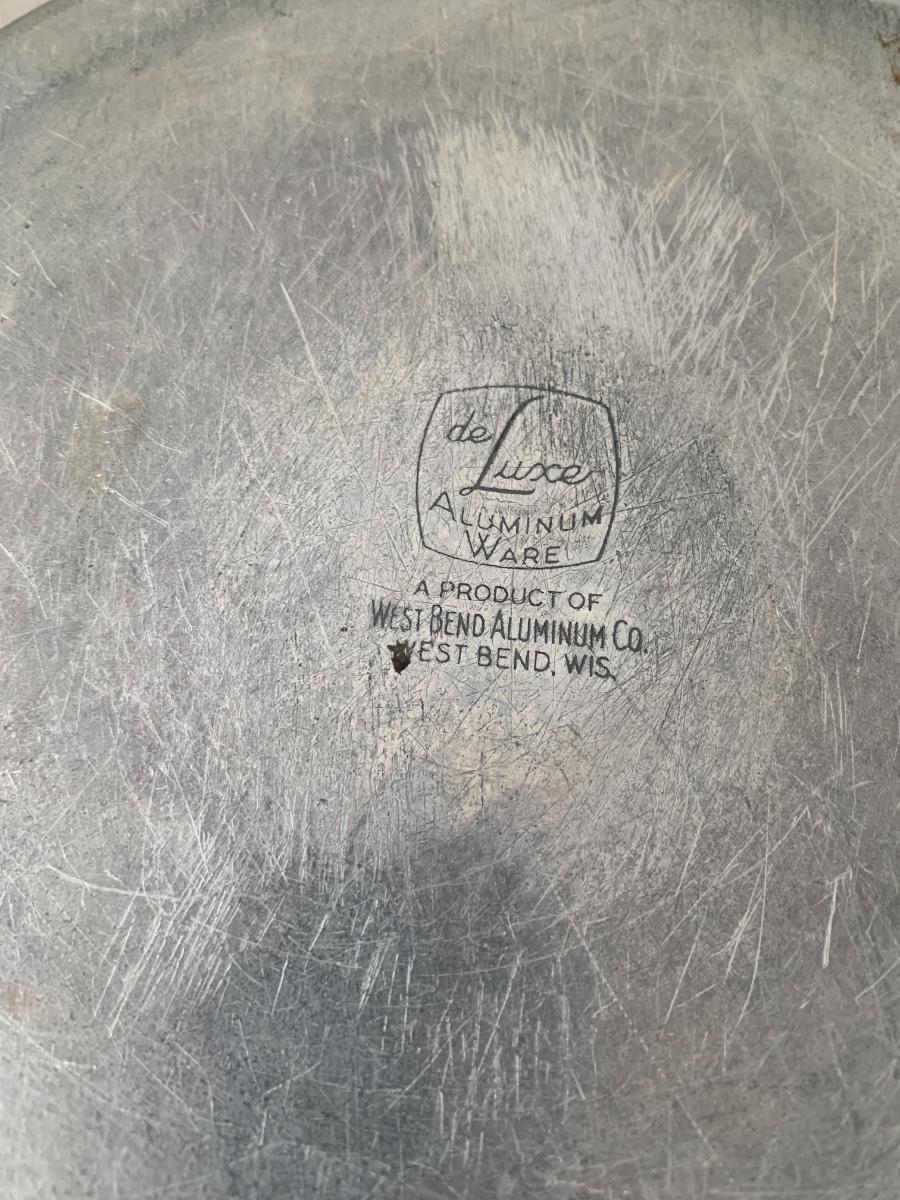 de
Luxe
ALUMINUM
WARE
A PRODUCT OF
WEST BEND ALUMINUM CO.
WEST BEND, WIS.